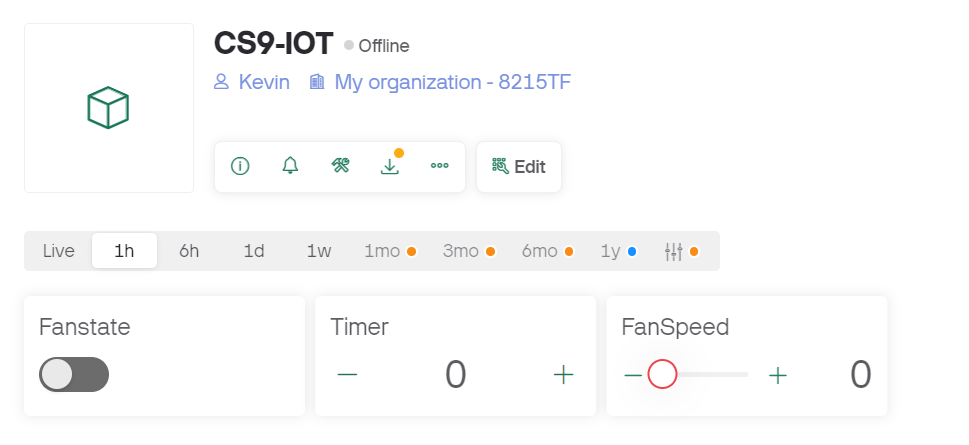 CS9-IOT Offline
Kevin My organization - 8215TF
Edit
Live 1h 6h 1d 1w 1mo 3mo 6mo 1y
Fanstate Timer FanSpeed
0 0